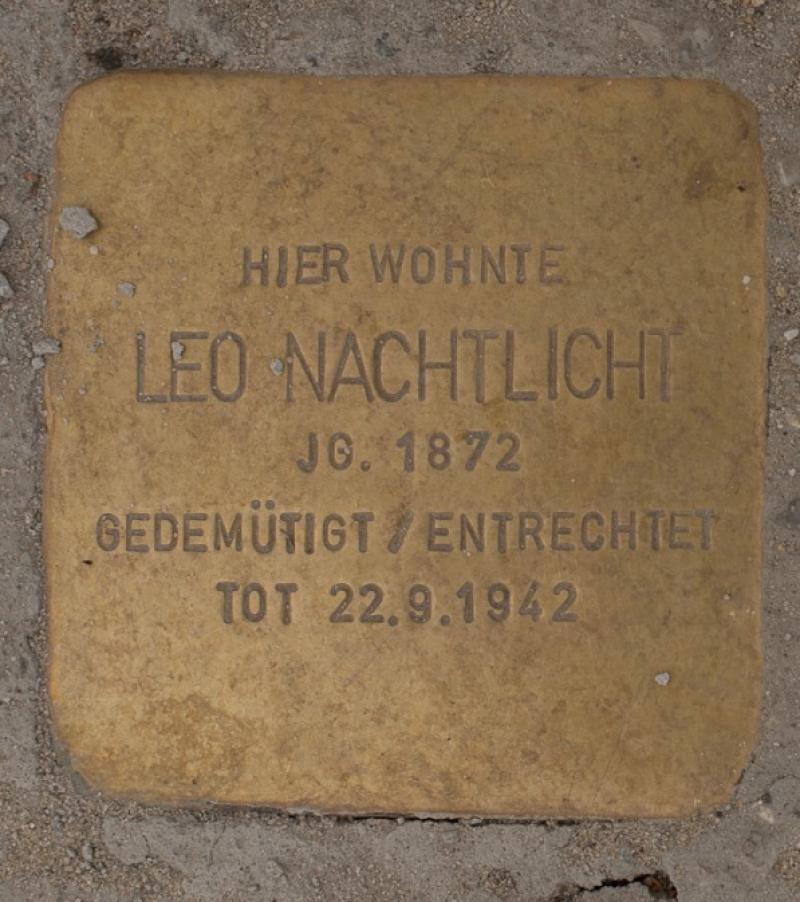 HIER WOHNTE
LEO NACHTLICHT
JG. 1872
GEDEMÜTIGT / ENTRECHTET
TOT 22.9.1942